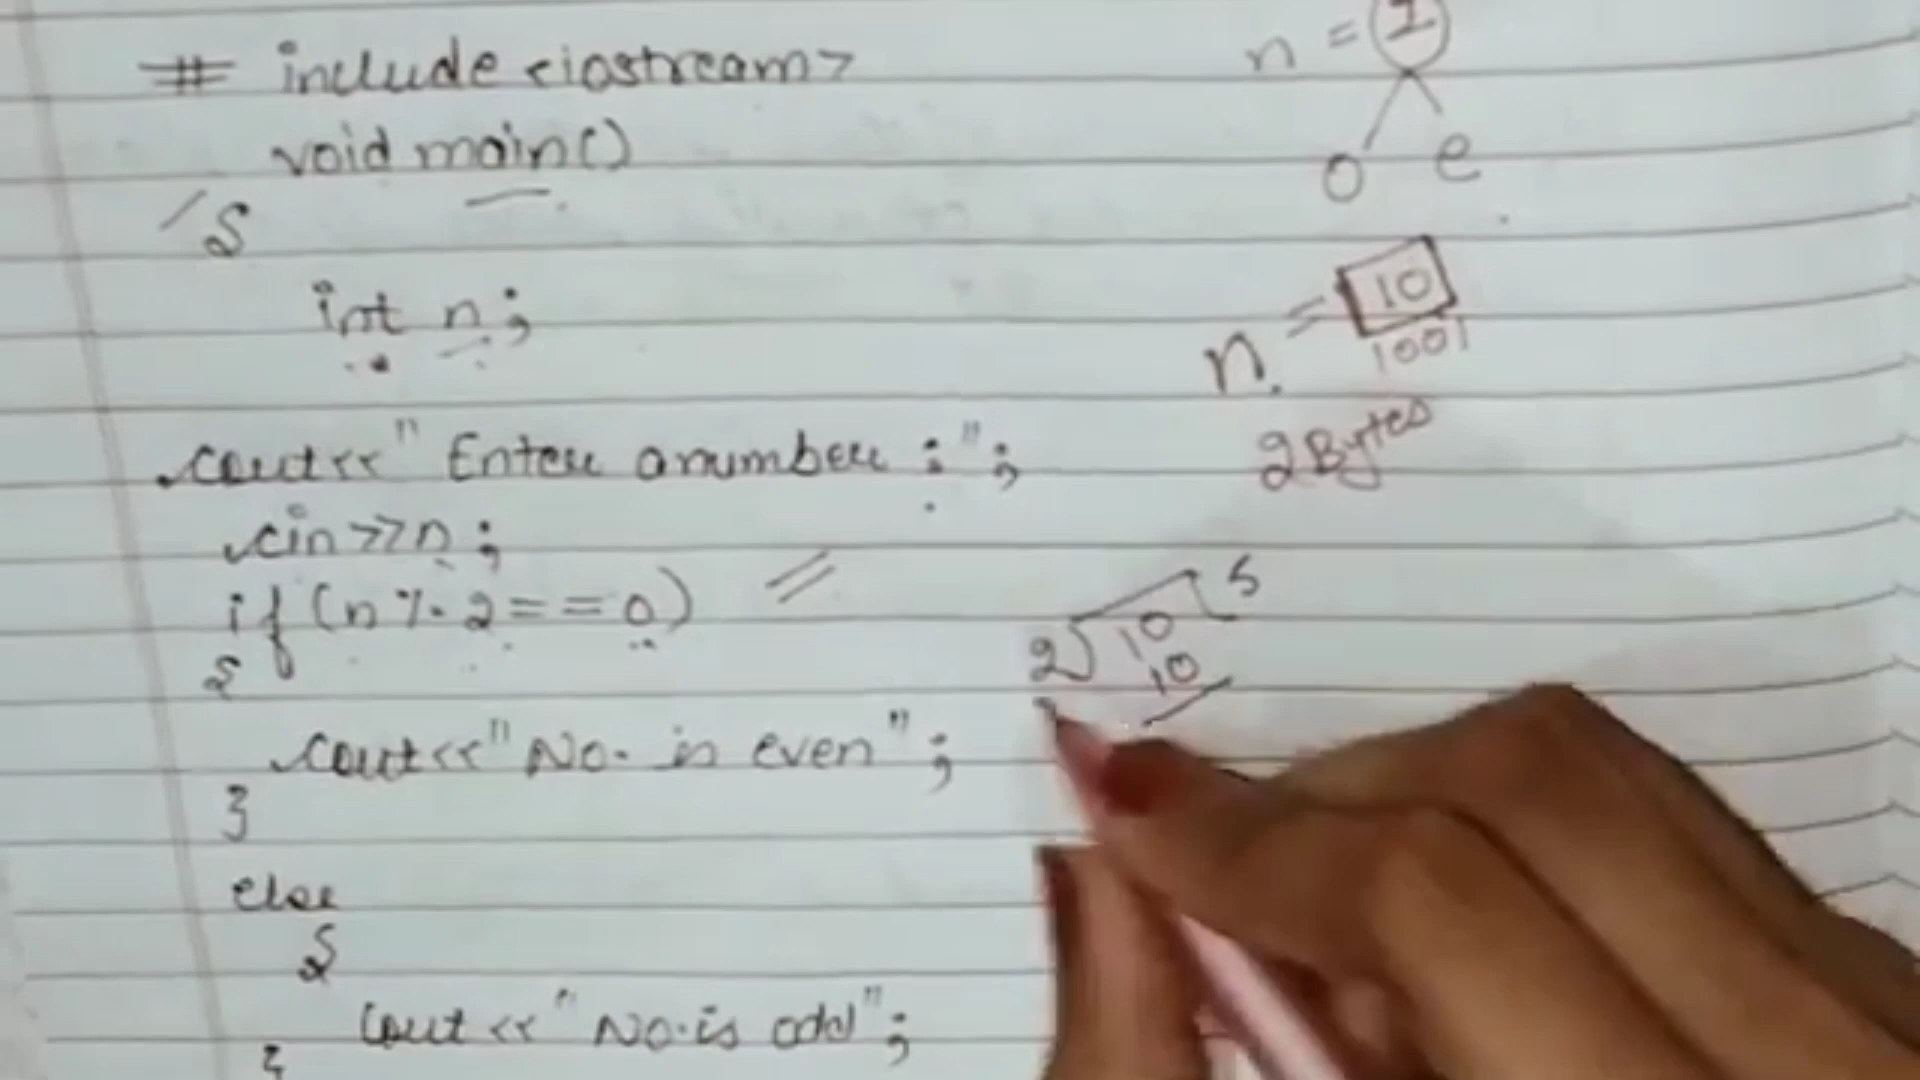 # include <iostream>
void main()
{
int n;
cout<<" Enter a number : ";
cin>>n;
if (n % 2 = = 0)
{
cout<<" No. is even" ;
}
else
{
cout << " No. is odd" ;
}
n = 1
O e
n = 10
1001
2 Bytes
5
2 10
10